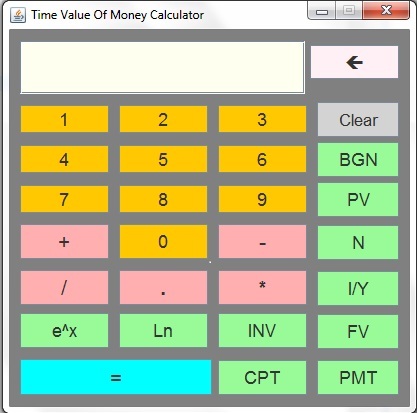 Time Value Of Money Calculator
🡨
1 2 3 Clear
4 5 6 BGN
7 8 9 PV
+ 0 - N
/ . * I/Y
e^x Ln INV FV
= CPT PMT